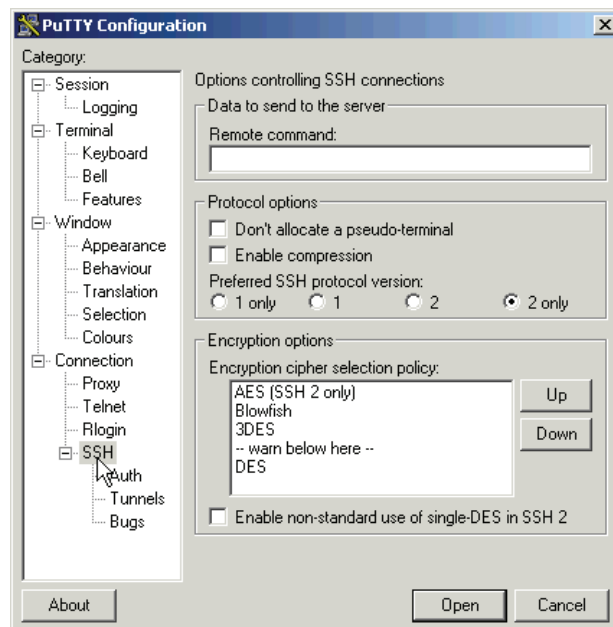 PuTTY Configuration
Category:
Session
Logging
Terminal
Keyboard
Bell
Features
Window
Appearance
Behaviour
Translation
Selection
Colours
Connection
Proxy
Telnet
Rlogin
SSH
Auth
Tunnels
Bugs
Options controlling SSH connections
Data to send to the server
Remote command:
Protocol options
Don't allocate a pseudo-terminal
Enable compression
Preferred SSH protocol version:
1 only 1 2 2 only
Encryption options
Encryption cipher selection policy:
AES (SSH 2 only)
Blowfish
3DES
-- warn below here --
DES
Up
Down
Enable non-standard use of single-DES in SSH 2
About Open Cancel